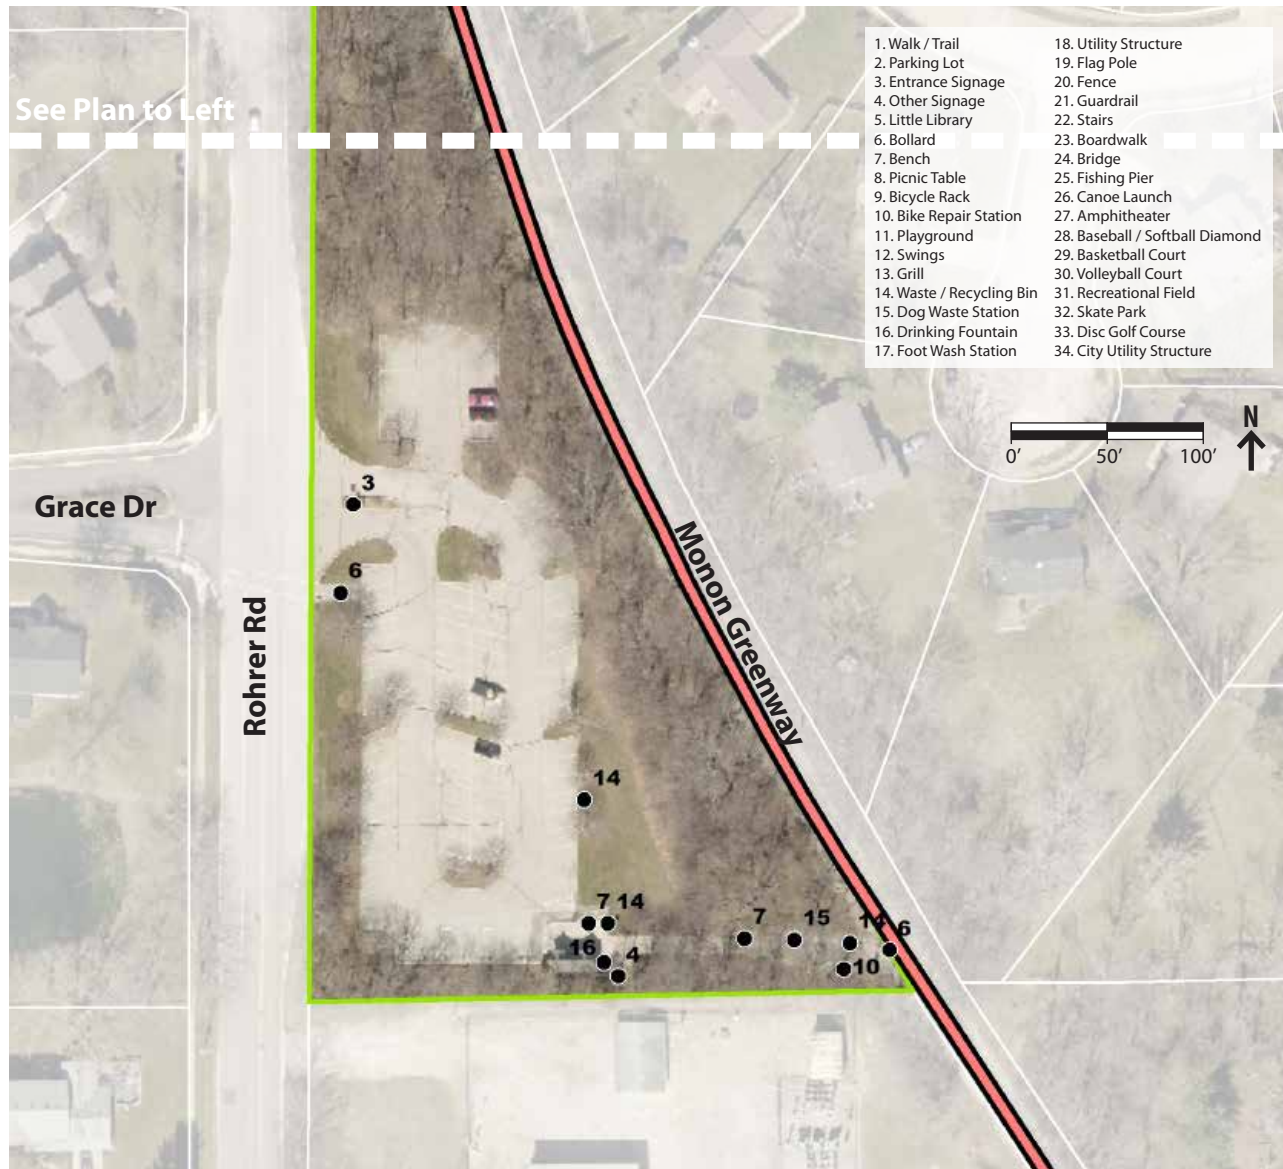 See Plan to Left
1. Walk / Trail
2. Parking Lot
3. Entrance Signage
4. Other Signage
5. Little Library
6. Bollard
7. Bench
8. Picnic Table
9. Bicycle Rack
10. Bike Repair Station
11. Playground
12. Swings
13. Grill
14. Waste / Recycling Bin
15. Dog Waste Station
16. Drinking Fountain
17. Foot Wash Station
18. Utility Structure
19. Flag Pole
20. Fence
21. Guardrail
22. Stairs
23. Boardwalk
24. Bridge
25. Fishing Pier
26. Canoe Launch
27. Amphitheater
28. Baseball / Softball Diamond
29. Basketball Court
30. Volleyball Court
31. Recreational Field
32. Skate Park
33. Disc Golf Course
34. City Utility Structure
N
0’ 50’ 100’
3
Grace Dr
6
Monon Greenway
Rohrer Rd
14
7 14
7 15 14 6
16 4 10